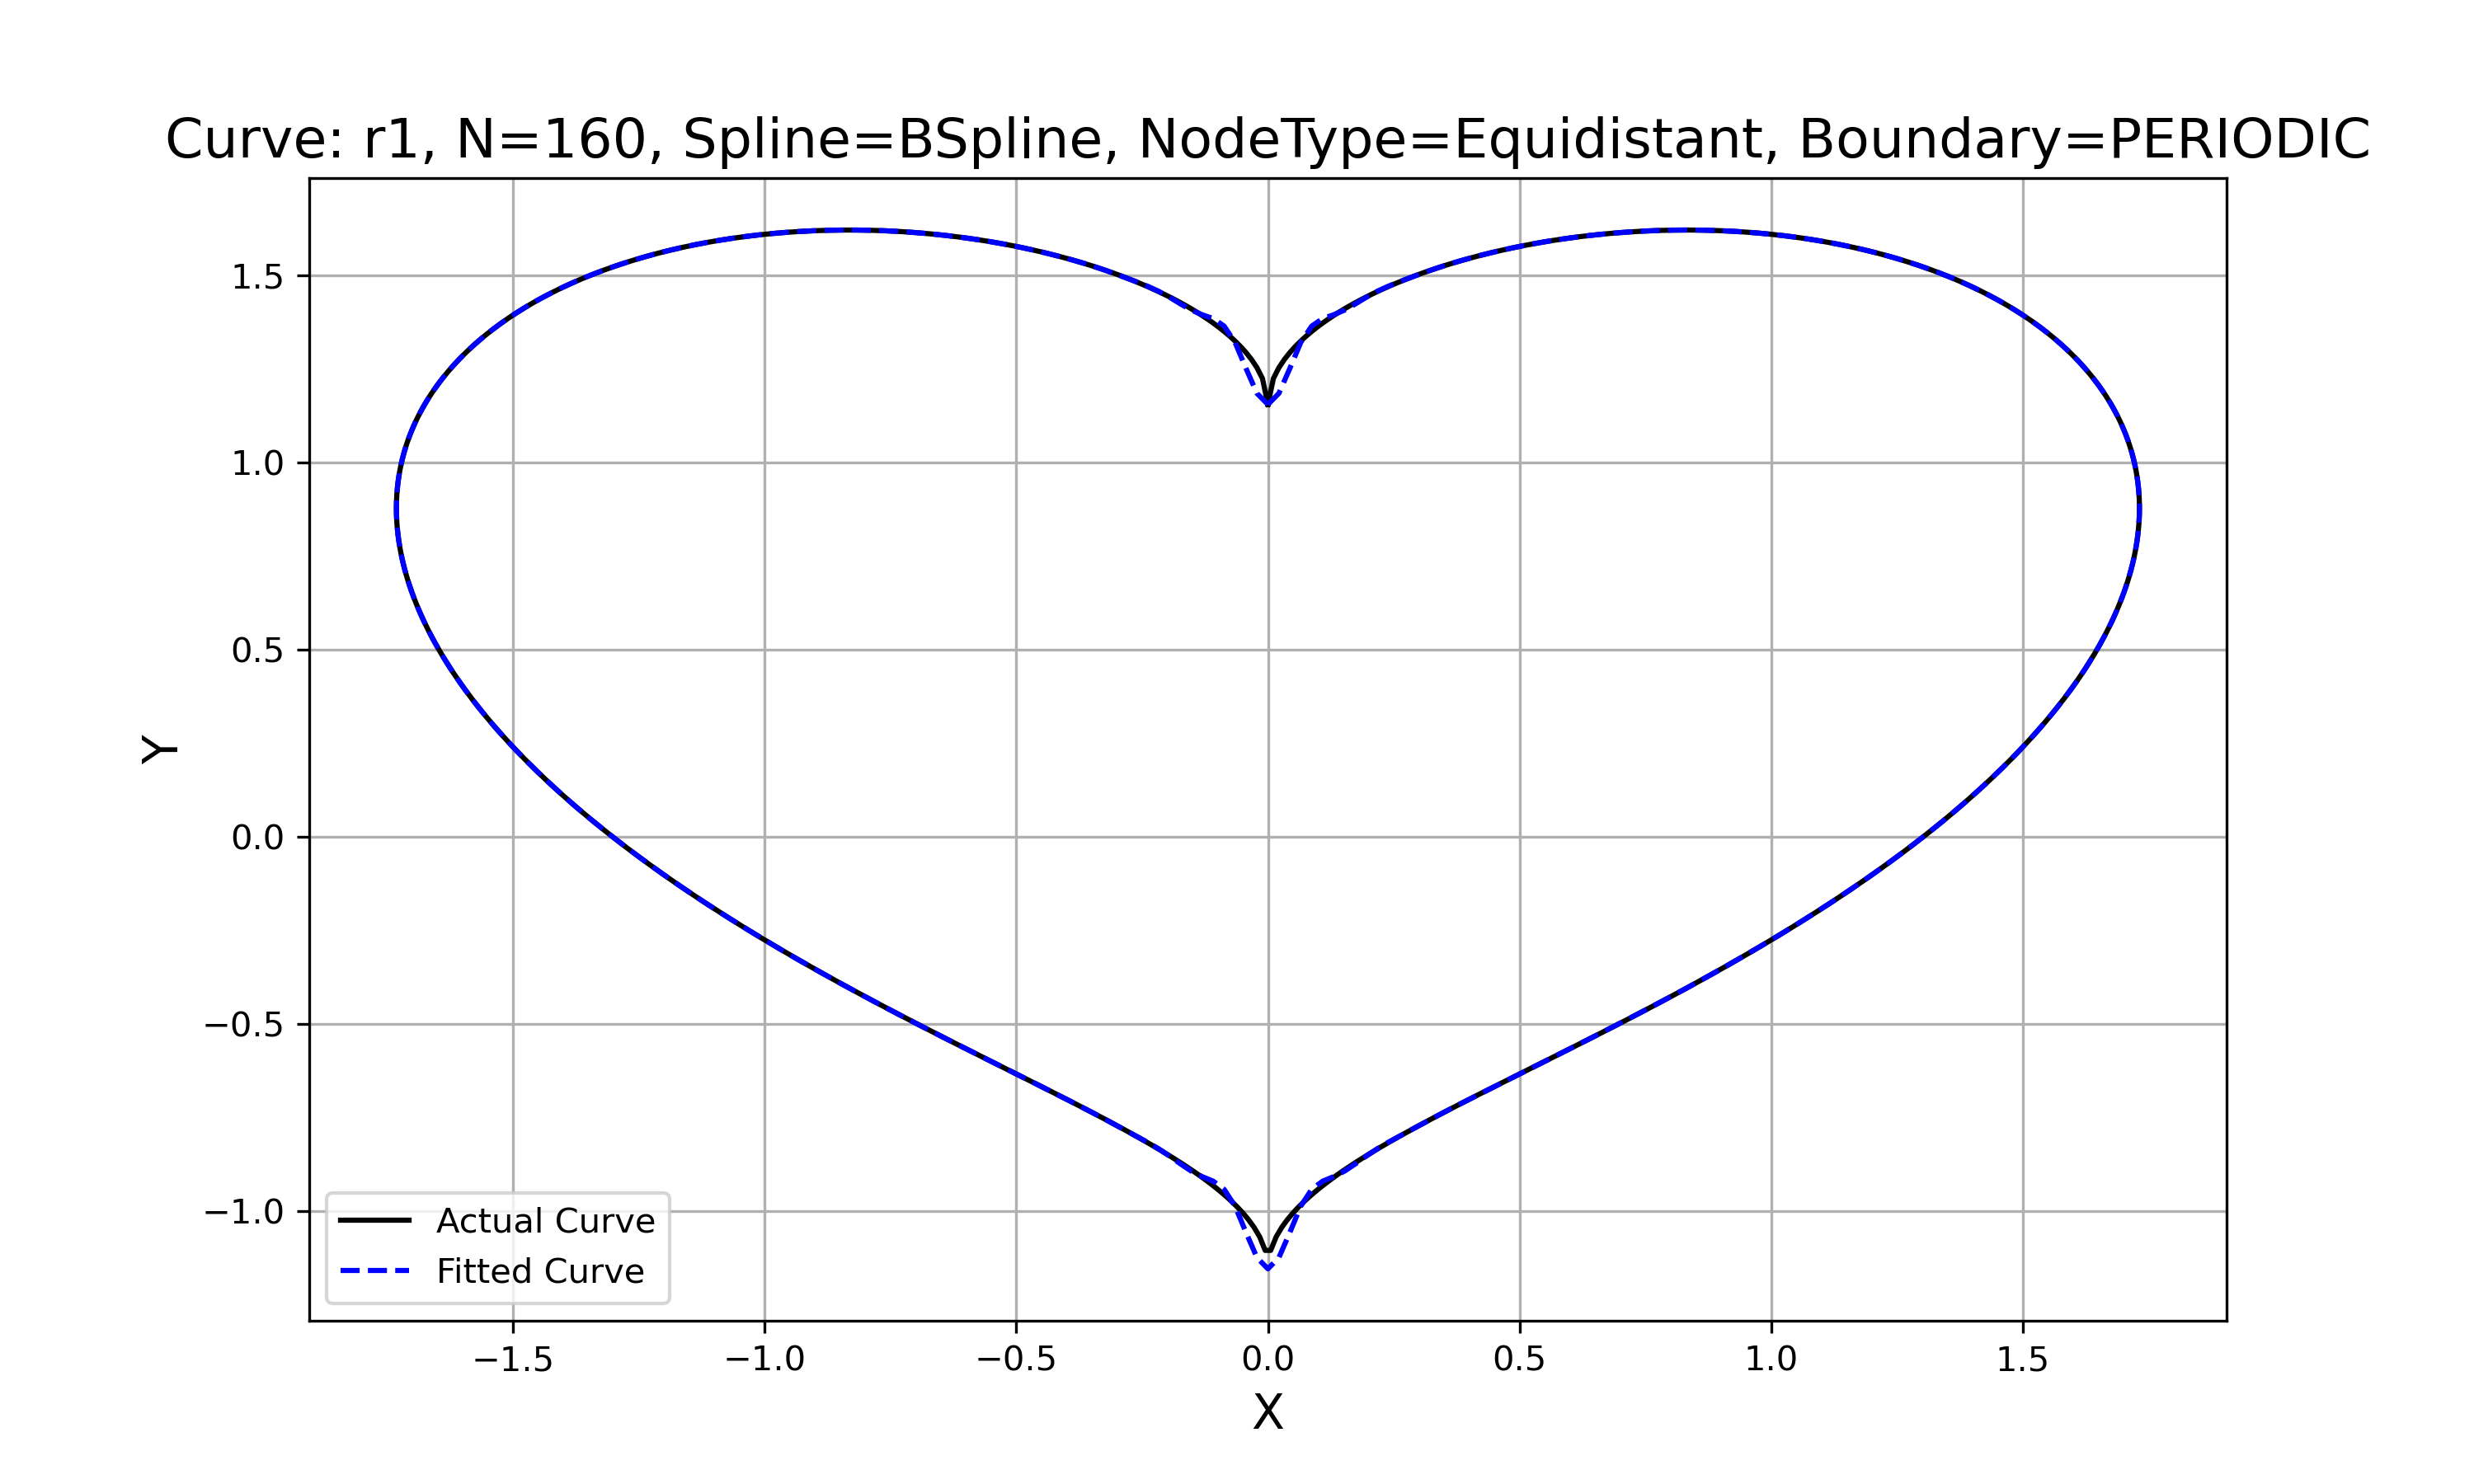 Curve: r1, N=160, Spline=BSpline, NodeType=Equidistant, Boundary=PERIODIC
1.5
1.0
0.5
0.0
−0.5
−1.0
Y
Actual Curve
Fitted Curve
−1.5 −1.0 −0.5 0.0 0.5 1.0 1.5
X